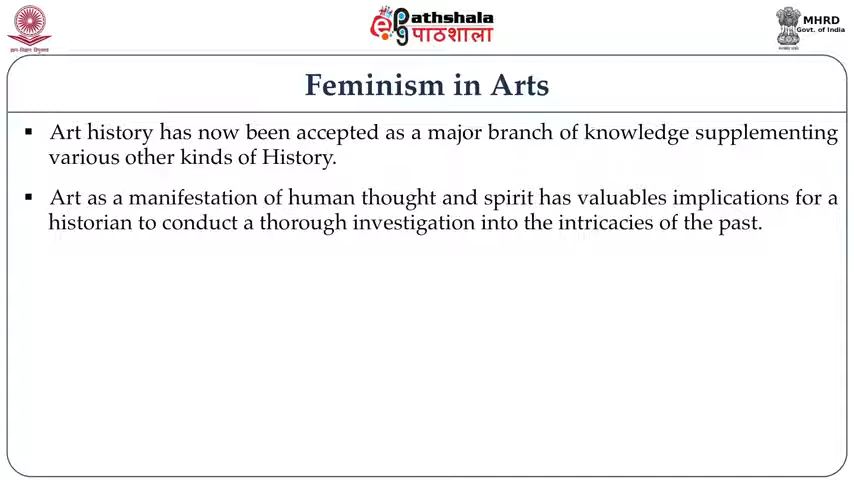 ePathshala
पाठशाला
MHRD
Govt. of India
Feminism in Arts
▪ Art history has now been accepted as a major branch of knowledge supplementing
various other kinds of History.
▪ Art as a manifestation of human thought and spirit has valuables implications for a
historian to conduct a thorough investigation into the intricacies of the past.